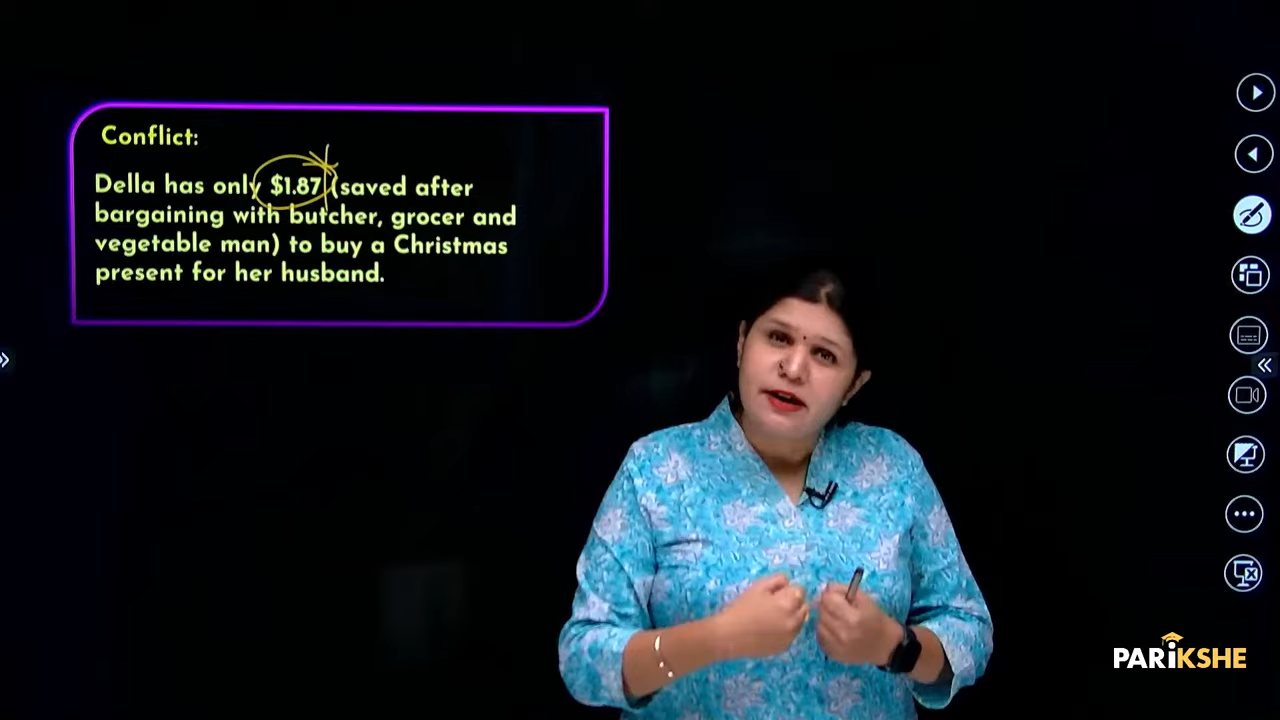 Conflict:
Della has only $1.87 (saved after
bargaining with butcher, grocer and
vegetable man) to buy a Christmas
present for her husband.
PARIKSHE